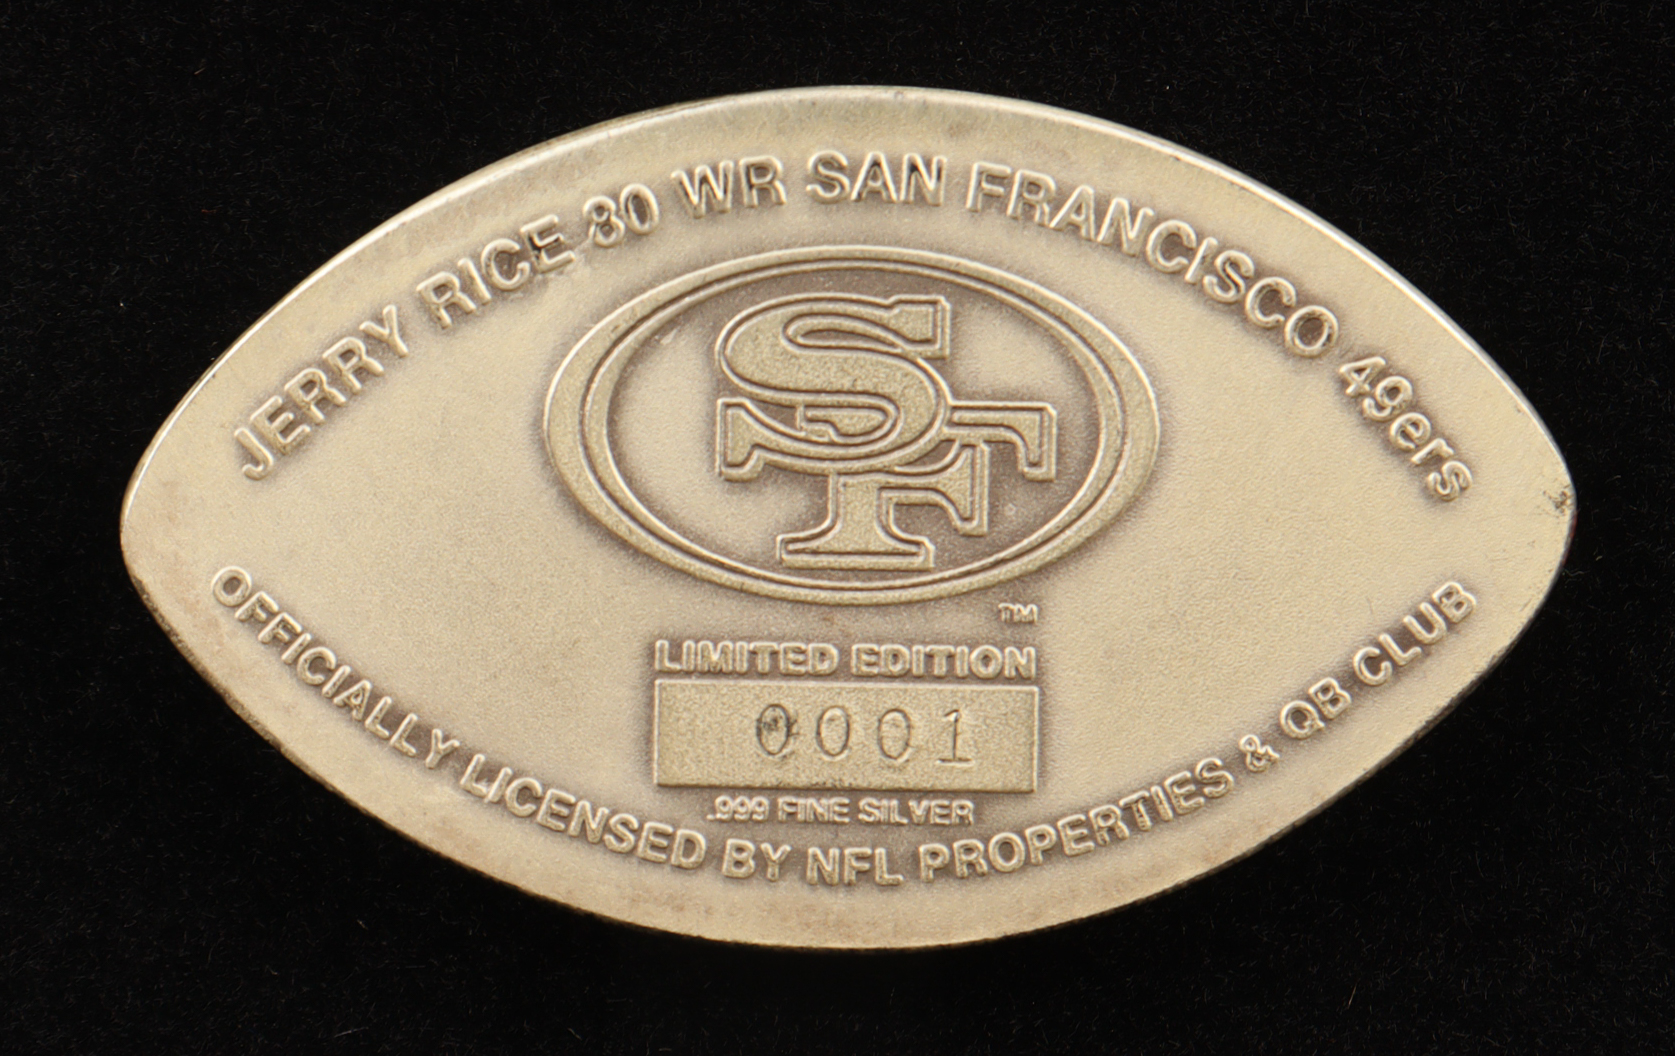 JERRY RICE 80 WR SAN FRANCISCO 49ers
SF
TM
LIMITED EDITION
0001
.999 FINE SILVER
OFFICIALLY LICENSED BY NFL PROPERTIES & QB CLUB